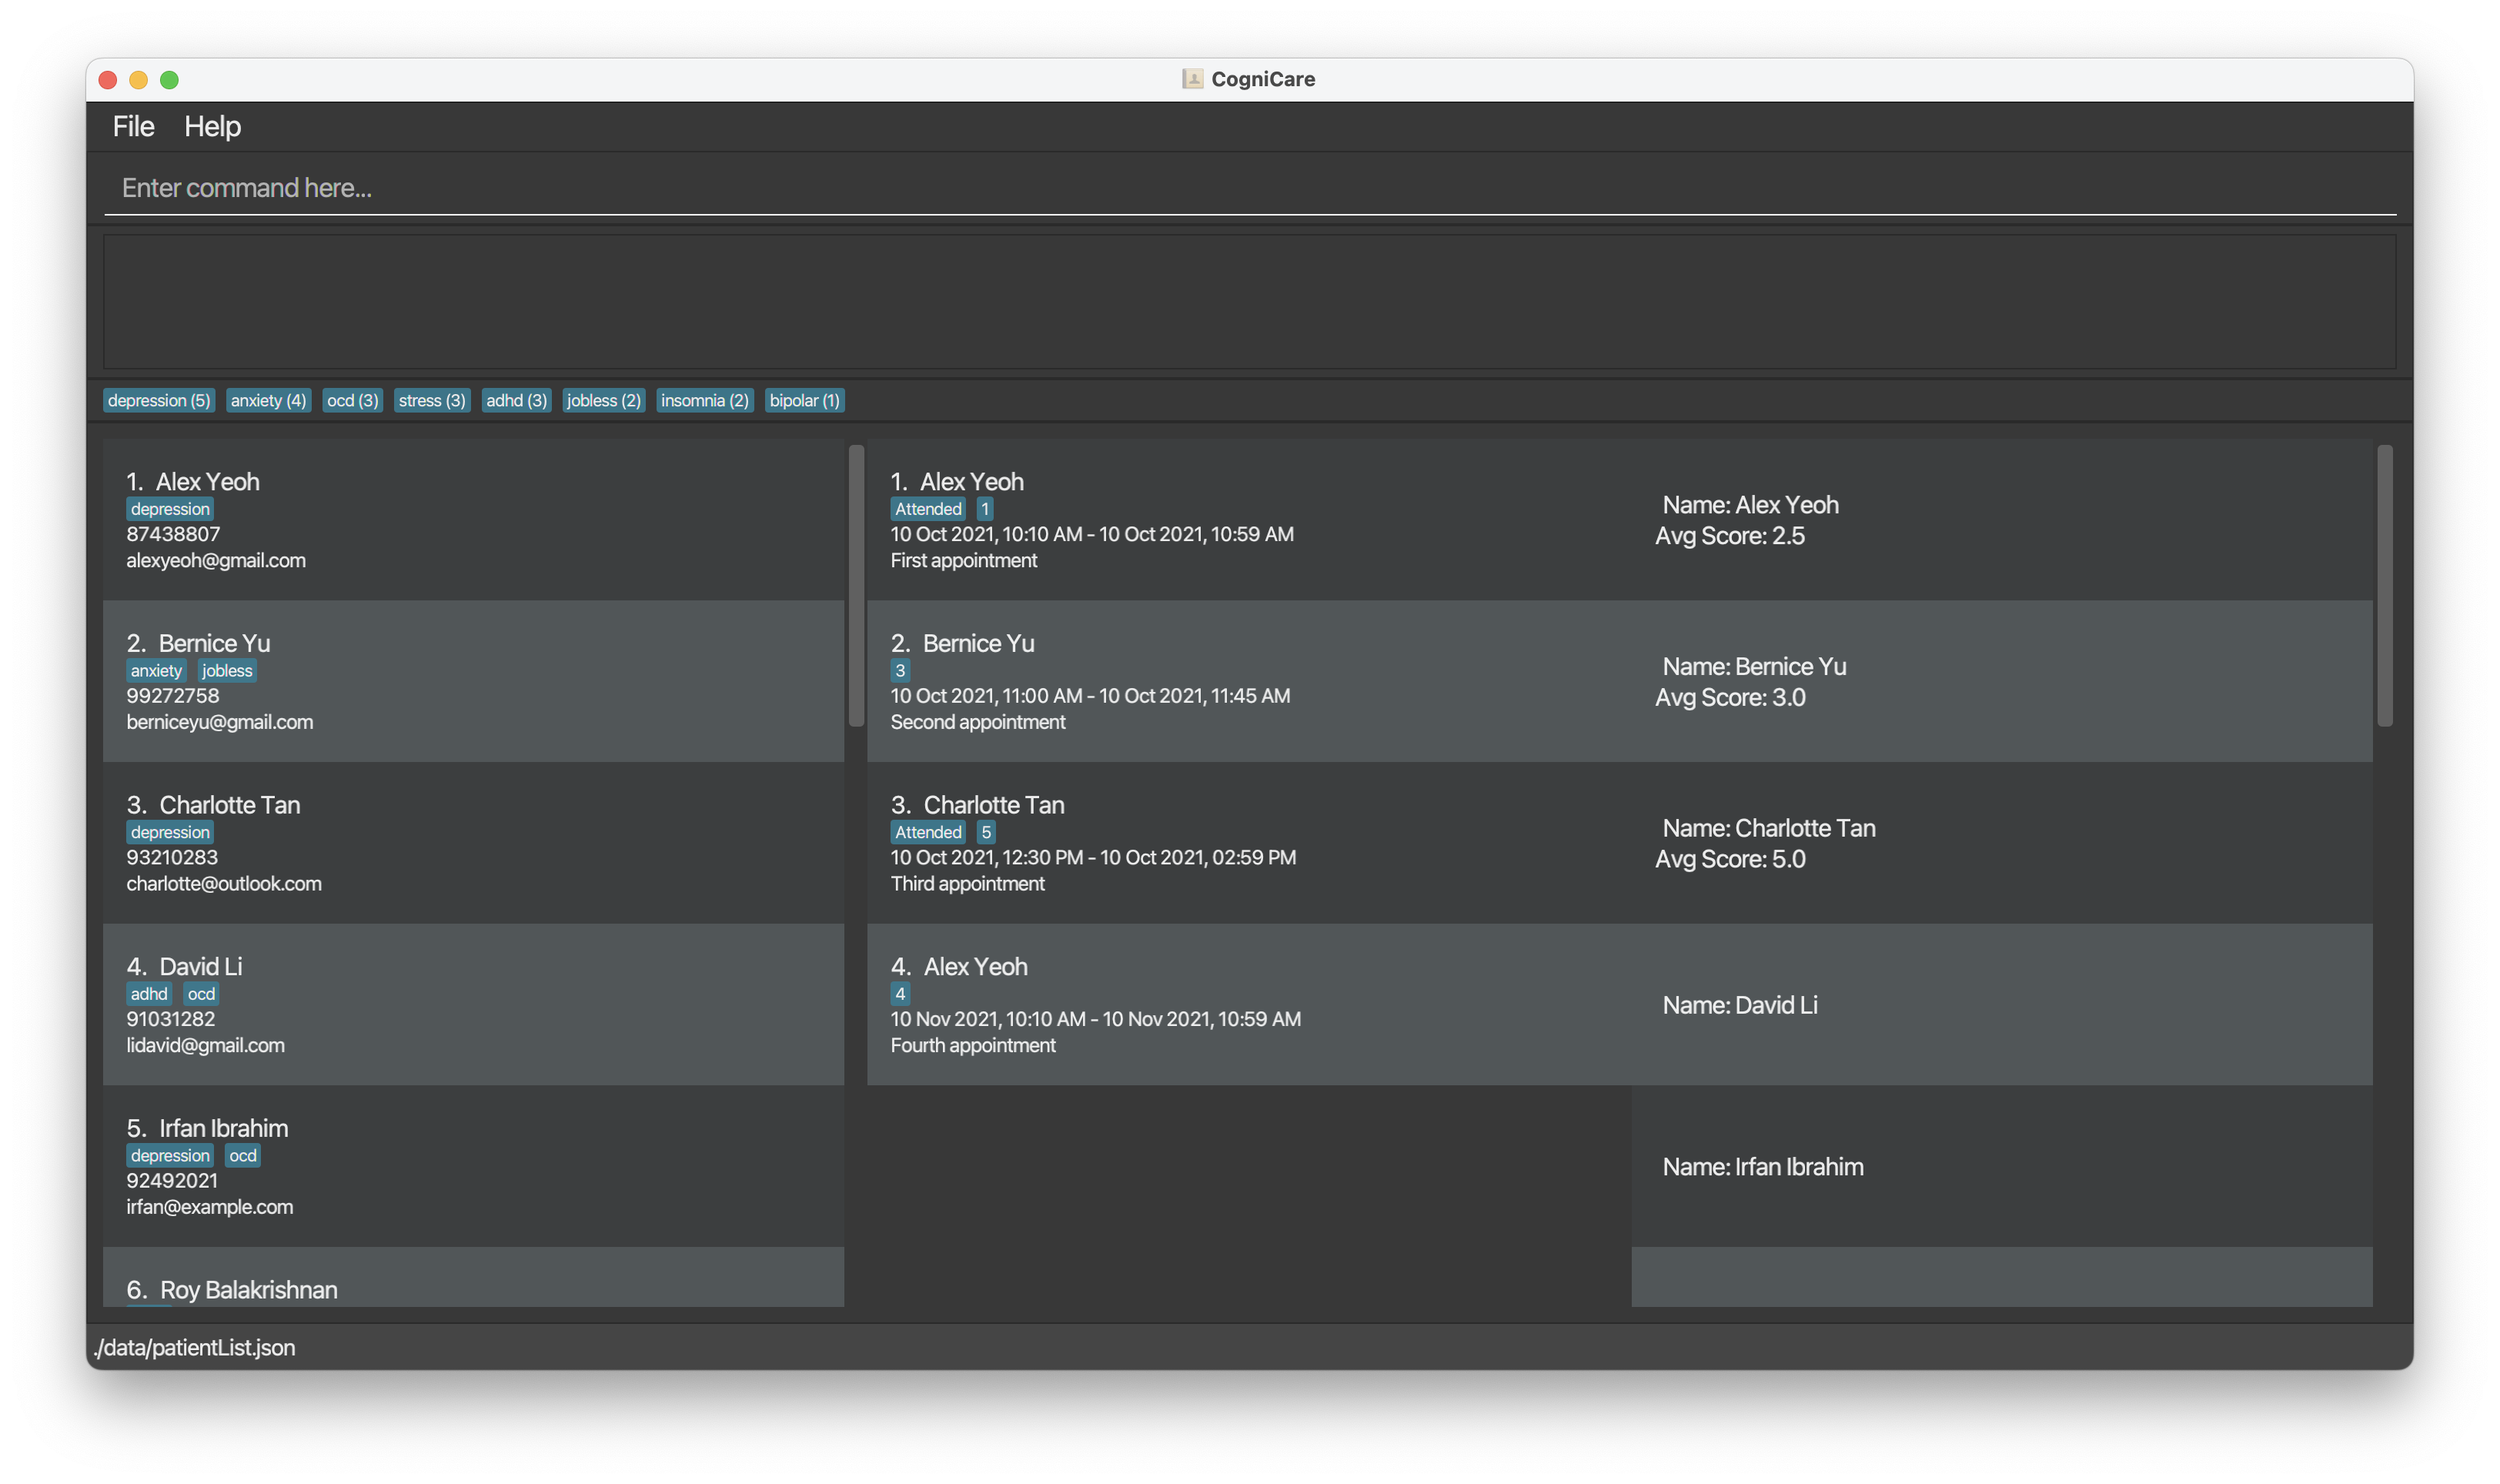 CogniCare
File Help
Enter command here...
depression (5) anxiety (4) ocd (3) stress (3) adhd (3) jobless (2) insomnia (2) bipolar (1)
1. Alex Yeoh
depression
87438807
alexyeoh@gmail.com
2. Bernice Yu
anxiety jobless
99272758
berniceyu@gmail.com
3. Charlotte Tan
depression
93210283
charlotte@outlook.com
4. David Li
adhd ocd
91031282
lidavid@gmail.com
5. Irfan Ibrahim
depression ocd
92492021
irfan@example.com
6. Roy Balakrishnan
1. Alex Yeoh
Attended 1
10 Oct 2021, 10:10 AM - 10 Oct 2021, 10:59 AM
First appointment
2. Bernice Yu
3
10 Oct 2021, 11:00 AM - 10 Oct 2021, 11:45 AM
Second appointment
3. Charlotte Tan
Attended 5
10 Oct 2021, 12:30 PM - 10 Oct 2021, 02:59 PM
Third appointment
4. Alex Yeoh
4
10 Nov 2021, 10:10 AM - 10 Nov 2021, 10:59 AM
Fourth appointment
Name: Alex Yeoh
Avg Score: 2.5
Name: Bernice Yu
Avg Score: 3.0
Name: Charlotte Tan
Avg Score: 5.0
Name: David Li
Name: Irfan Ibrahim
./data/patientList.json